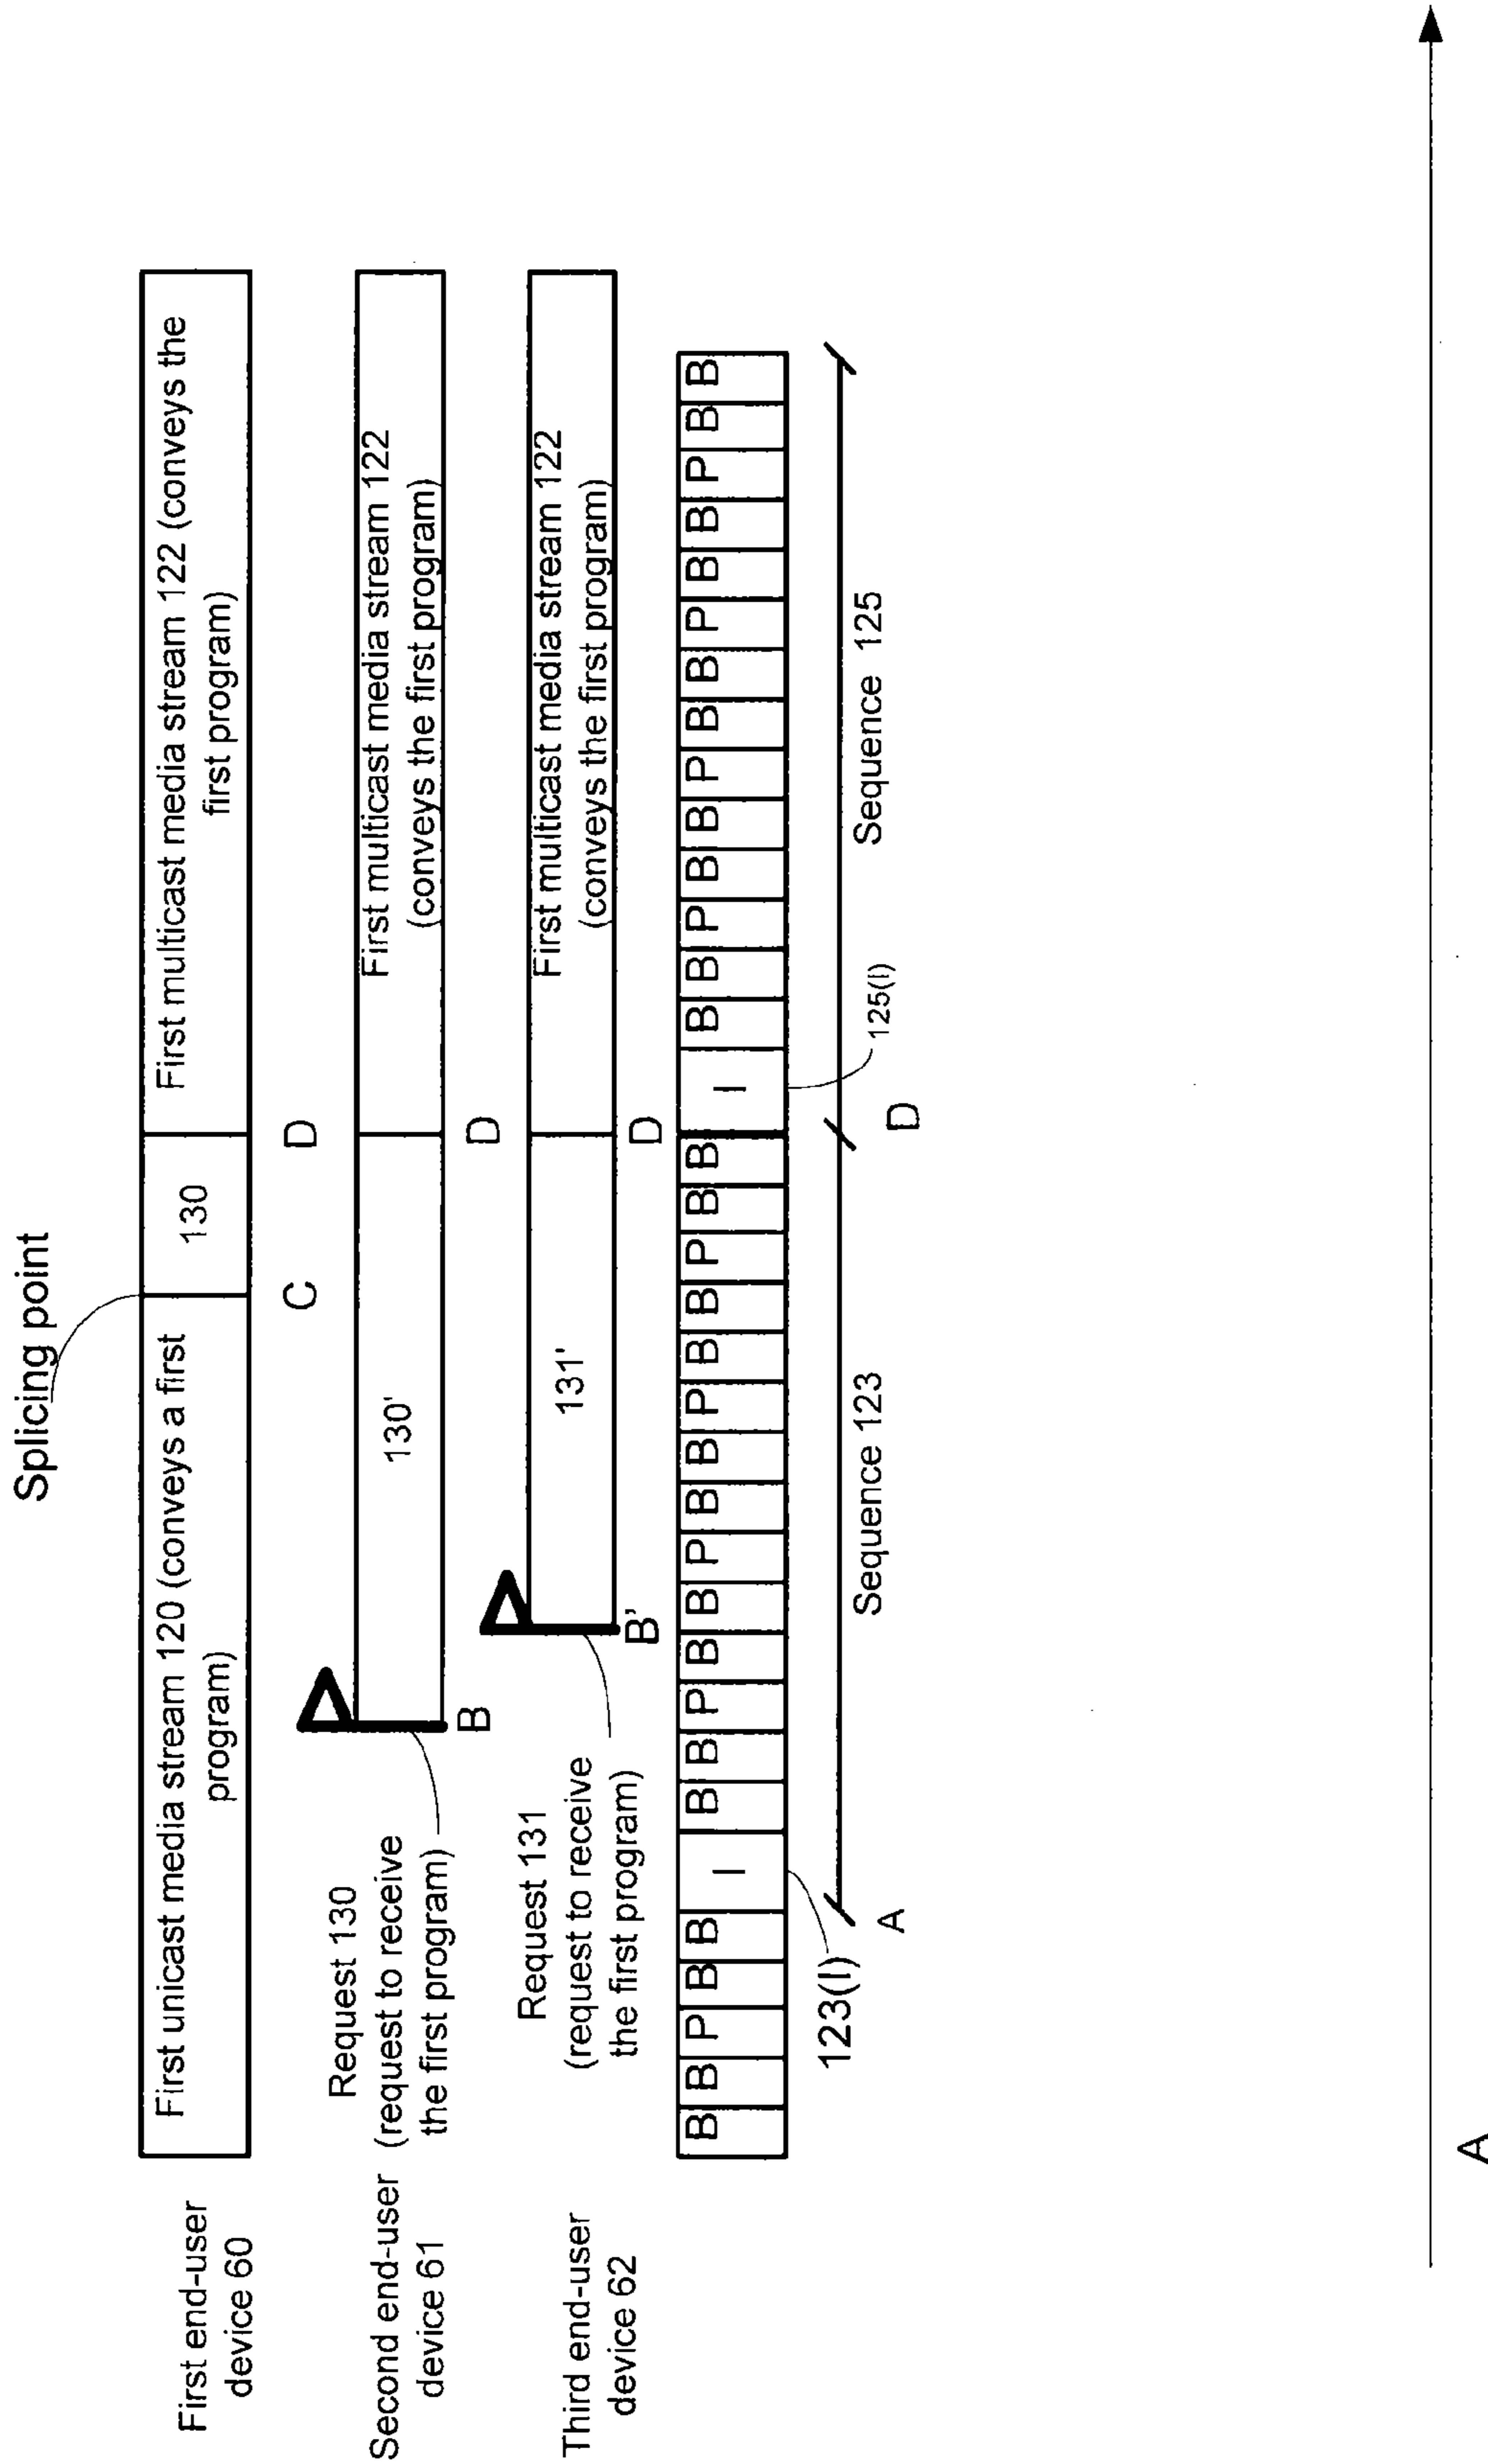 Splicing point
First end-user
device 60
First unicast media stream 120 (conveys a first
program)
130
First multicast media stream 122 (conveys the
first program)
C
D
Second end-user
device 61
Request 130
(request to receive
the first program)
130'
First multicast media stream 122
(conveys the first program)
B
D
Third end-user
device 62
Request 131
(request to receive
the first program)
131'
First multicast media stream 122
(conveys the first program)
B'
D
B B P B B I B B P B B P B B P B B P B B I B B P B B P B B P B B P B B
123(I)
A
Sequence 123
D
125(I)
Sequence 125
A